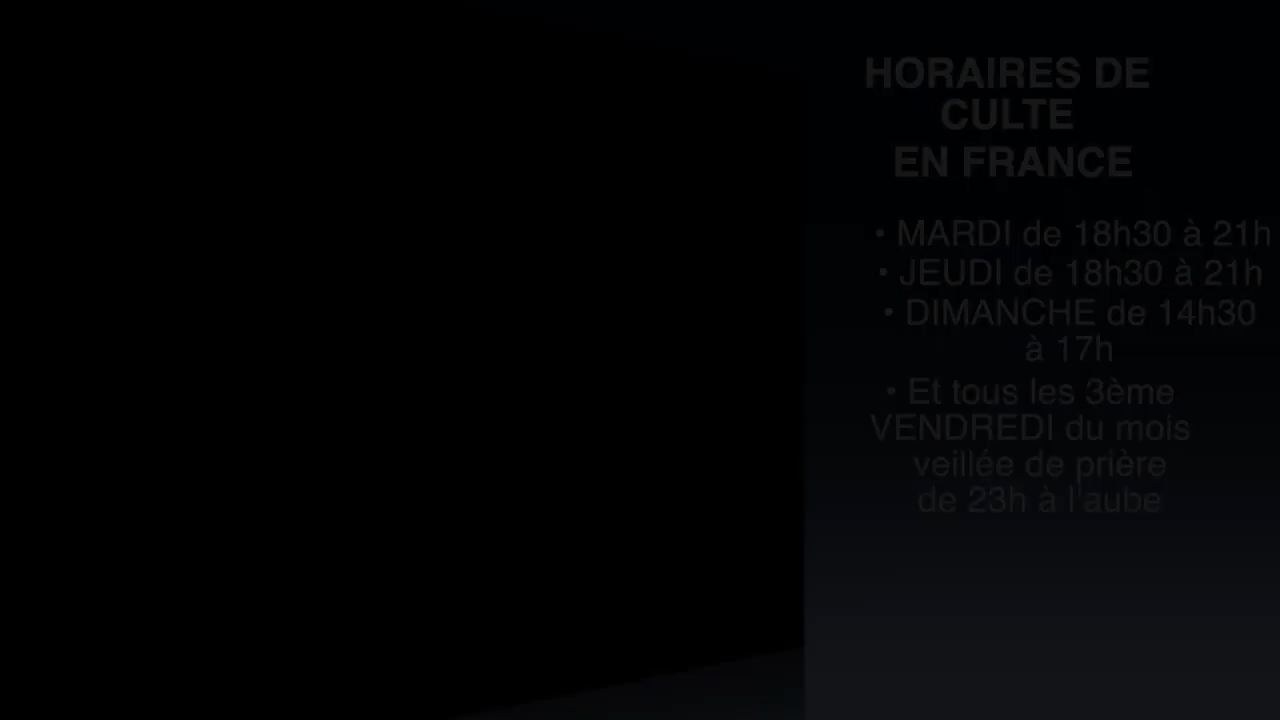 HORAIRES DE
CULTE
EN FRANCE
• MARDI de 18h30 à 21h
• JEUDI de 18h30 à 21h
• DIMANCHE de 14h30
à 17h
• Et tous les 3ème
VENDREDI du mois
veillée de prière
de 23h à l'aube